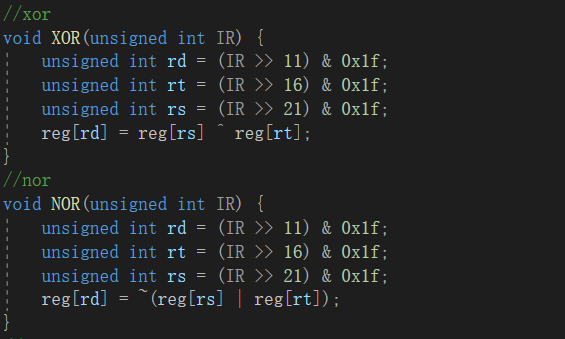 //xor
void XOR(unsigned int IR) {
    unsigned int rd = (IR >> 11) & 0x1f;
    unsigned int rt = (IR >> 16) & 0x1f;
    unsigned int rs = (IR >> 21) & 0x1f;
    reg[rd] = reg[rs] ^ reg[rt];
}
//nor
void NOR(unsigned int IR) {
    unsigned int rd = (IR >> 11) & 0x1f;
    unsigned int rt = (IR >> 16) & 0x1f;
    unsigned int rs = (IR >> 21) & 0x1f;
    reg[rd] = ~(reg[rs] | reg[rt]);
}